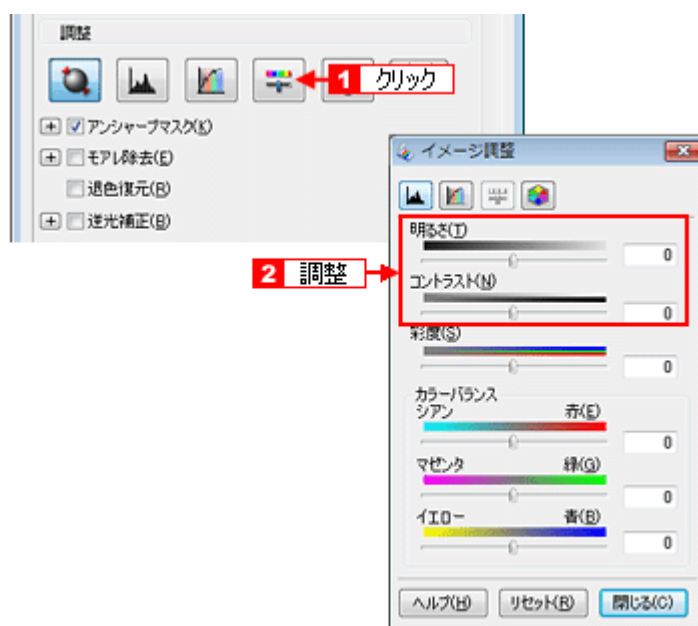 調整
1 クリック
+ アンシャープマスク(K)
+ モアレ除去(E)
退色復元(R)
+ 逆光補正(B)
2 調整
イメージ調整
明るさ(T)
0
コントラスト(N)
0
彩度(S)
0
カラーバランス
シアン 赤(E)
0
マゼンタ 緑(G)
0
イエロー 青(B)
0
ヘルプ(H) リセット(R) 閉じる(C)